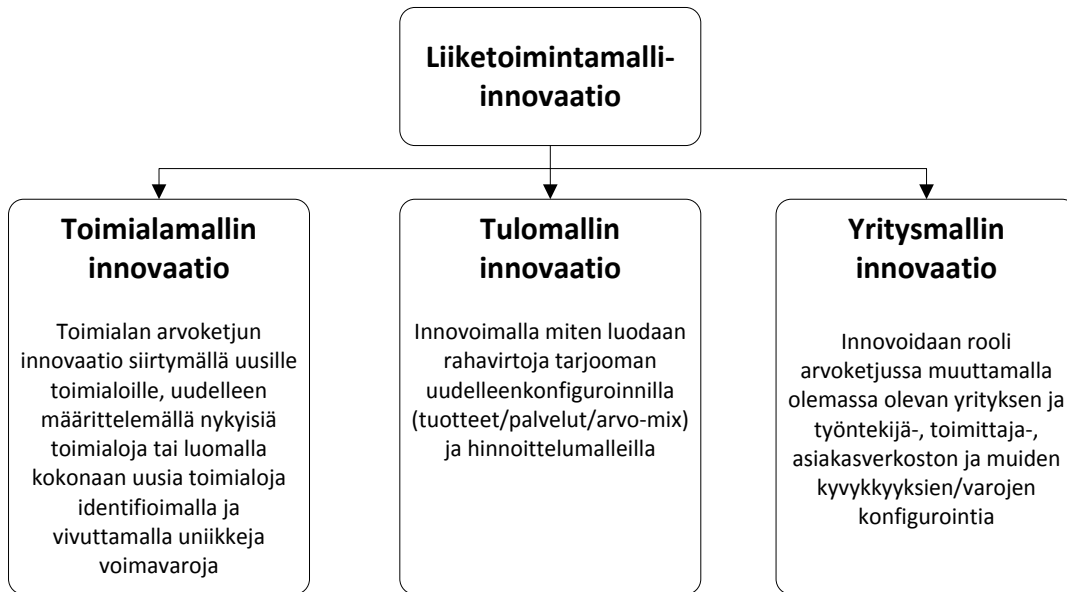 Liiketoimintamalli-
innovaatio
Toimialamallin
innovaatio
Toimialan arvoketjun
innovaatio siirtymällä uusille
toimialoille, uudelleen
määrittelemällä nykyisiä
toimialoja tai luomalla
kokonaan uusia toimialoja
identifioimalla ja
vivuttamalla uniikkeja
voimavaroja
Tulomallin
innovaatio
Innovoimalla miten luodaan
rahavirtoja tarjooman
uudelleenkonfiguroinnilla
(tuotteet/palvelut/arvo-mix)
ja hinnoittelumalleilla
Yritysmallin
innovaatio
Innovoidaan rooli
arvoketjussa muuttamalla
olemassa olevan yrityksen ja
työntekijä-, toimittaja-,
asiakasverkoston ja muiden
kyvykkyyksien/varojen
konfigurointia